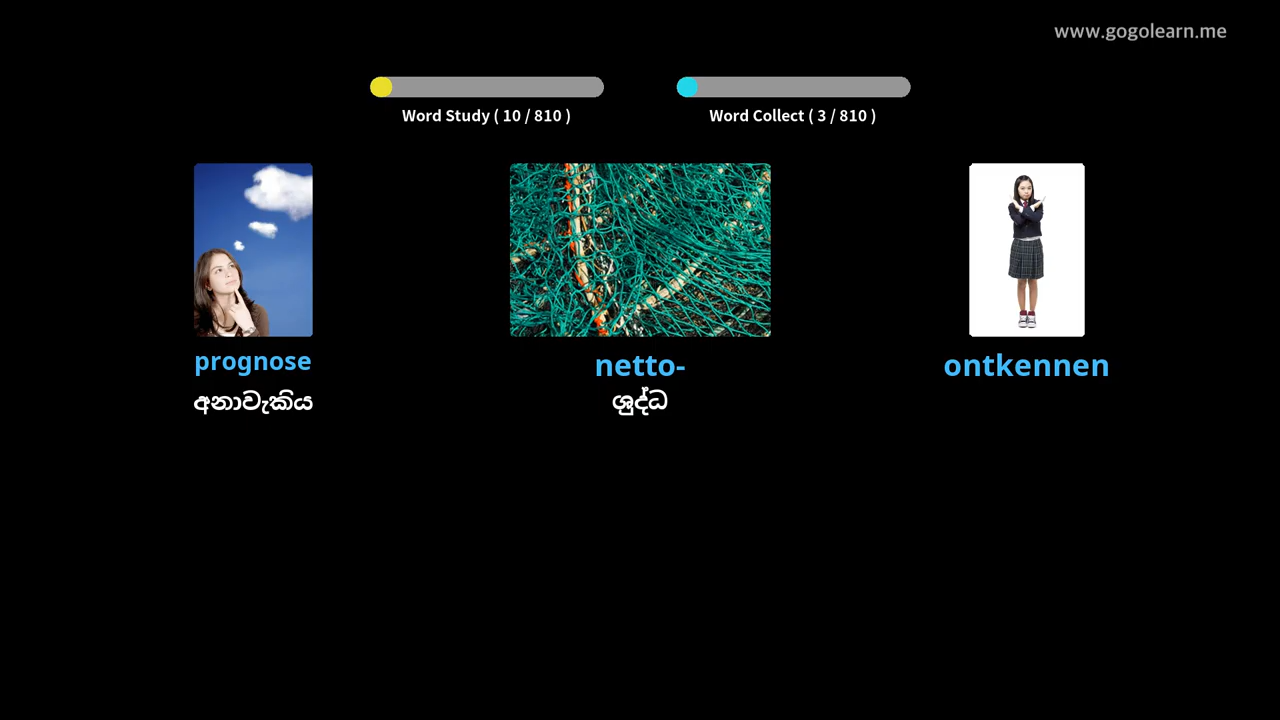 www.gogolearn.me
Word Study ( 10 / 810 )
Word Collect ( 3 / 810 )
prognose
netto-
ontkennen
අනාවැකිය
ශුද්ධ